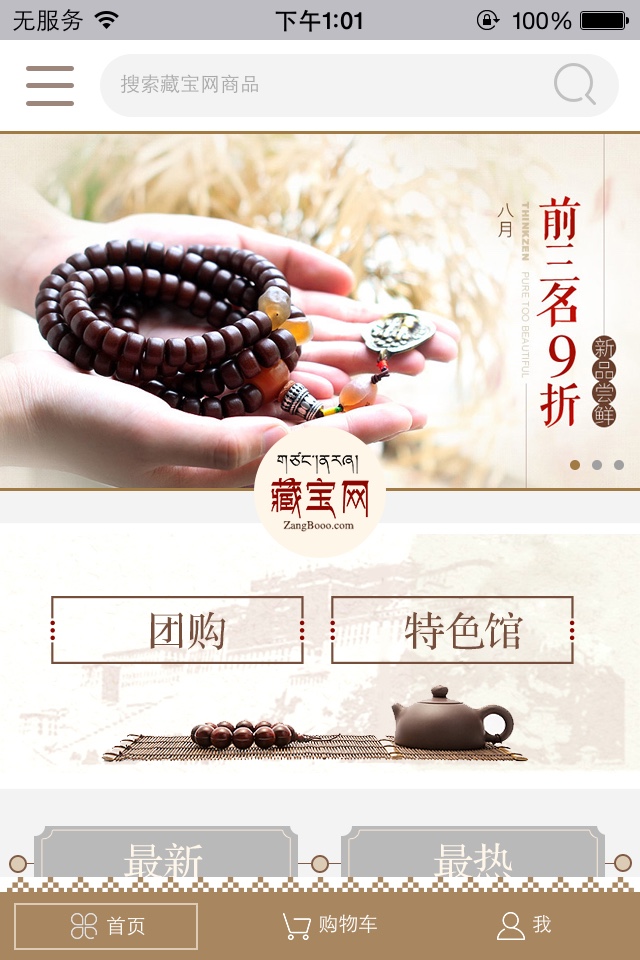 无服务
下午1:01
100%
搜索藏宝网商品
八月
THINKZEN PURE TOO BEAUTIFUL
前三名9折
新品尝鲜
གཙང་ནརཞ།
藏宝网
ZangBooo.com
团购
特色馆
最新
最热
首页
购物车
我